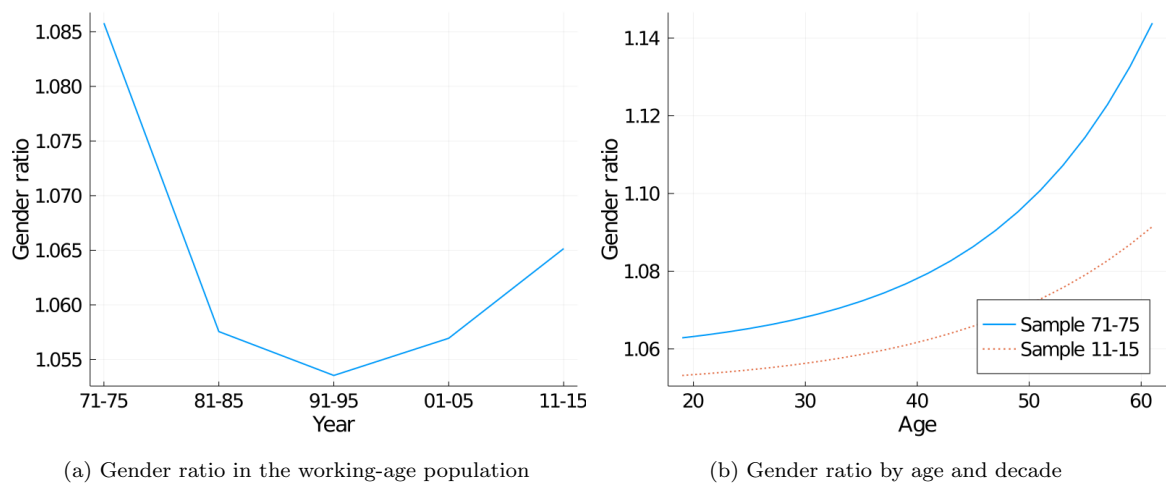 1.085
1.080
1.075
1.070
1.065
1.060
1.055
Gender ratio
71-75 81-85 91-95 01-05 11-15
Year
(a) Gender ratio in the working-age population
1.14
1.12
1.10
1.08
1.06
Gender ratio
Sample 71-75
Sample 11-15
20 30 40 50 60
Age
(b) Gender ratio by age and decade